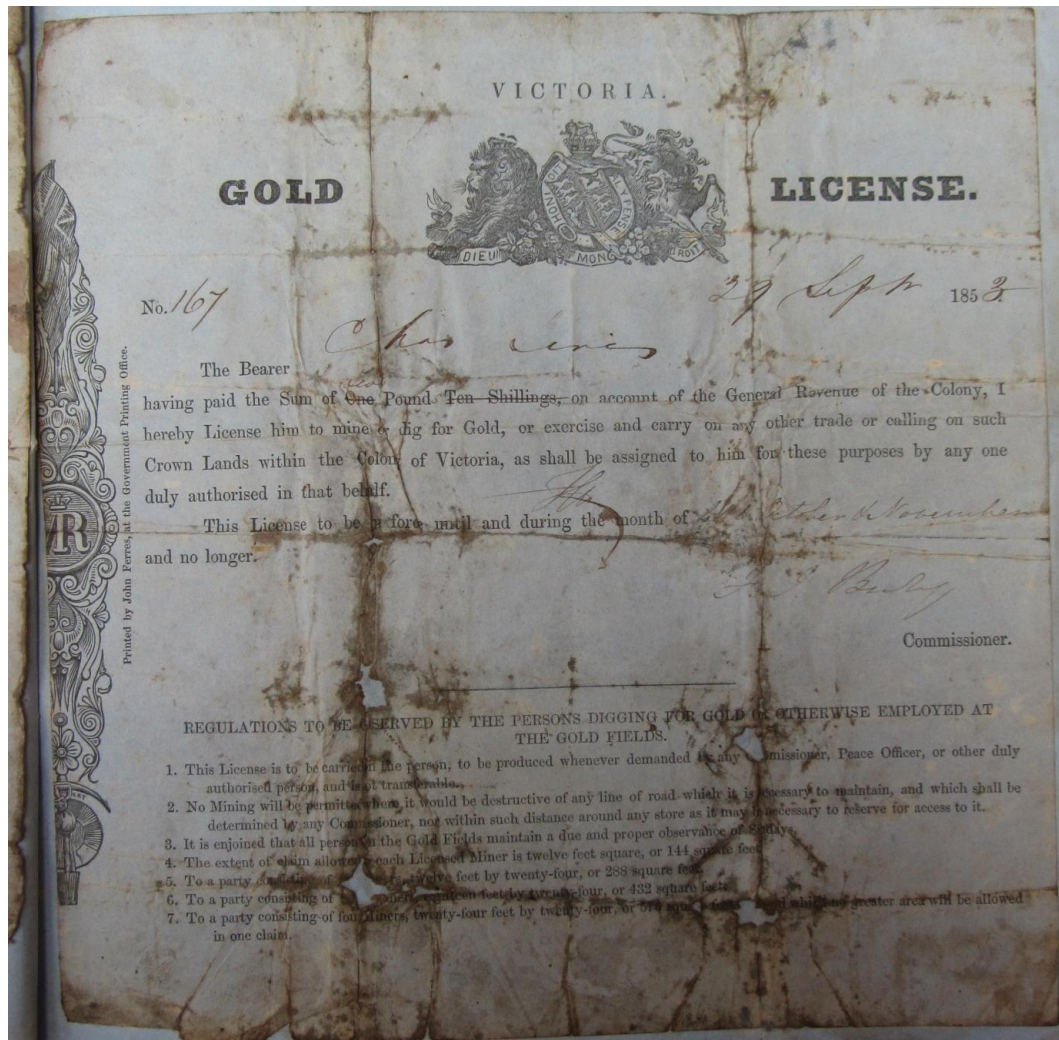 VICTORIA.
GOLD LICENSE.
HONI A. Y. PENSE
DIEU MON DROIT
No. 167 29 Sept 1853
Chas
The Bearer
having paid the Sum of One Pound Ten Shillings, on account of the General Revenue of the Colony, I
hereby License him to mine dig for Gold, or exercise and carry on any other trade or calling on such
Crown Lands within the Colony of Victoria, as shall be assigned to him for these purposes by any one
duly authorised in that behalf.
This License to be in force until and during the month of October & November
and no longer.
Commissioner.
VR
Printed by John Ferres, at the Government Printing Office.
REGULATIONS TO BE OBSERVED BY THE PERSONS DIGGING FOR GOLD OR OTHERWISE EMPLOYED AT
THE GOLD FIELDS.
1. This License is to be carried on the person, to be produced whenever demanded by any Commissioner, Peace Officer, or other duly
authorised person, and is not transferable.
2. No Mining will be permitted where it would be destructive of any line of road which it is necessary to maintain, and which shall be
determined by any Commissioner, nor within such distance around any store as it may be necessary to reserve for access to it.
3. It is enjoined that all persons on the Gold Fields maintain a due and proper observance of Sundays.
4. The extent of claim allowed each Licensed Miner is twelve feet square, or 144 square feet.
5. To a party consisting of twelve feet by twenty-four, or 288 square feet.
6. To a party consisting of eighteen feet by twenty-four, or 432 square feet.
7. To a party consisting of four Miners, twenty-four feet by twenty-four, or 576 square feet, which no greater area will be allowed
in one claim.